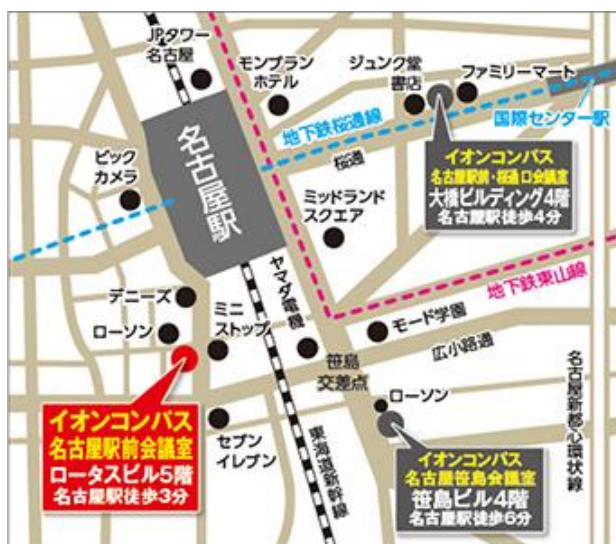 JPタワー
名古屋
モンブラン
ホテル
ジュンク堂
書店
ファミリーマート
地下鉄桜通線
国際センター駅
桜通
ビック
カメラ
名古屋駅
イオンコンパス
名古屋駅前・桜通口会議室
大橋ビルディング4階
名古屋駅徒歩4分
ミッドランド
スクエア
地下鉄東山線
デニーズ
ローソン
ミニ
ストップ
ヤマダ電機
笹島
交差点
モード学園
広小路通
名古屋新都心環状線
イオンコンパス
名古屋駅前会議室
ロータスビル5階
名古屋駅徒歩3分
セブン
イレブン
東海道新幹線
ローソン
イオンコンパス
名古屋笹島会議室
笹島ビル4階
名古屋駅徒歩6分